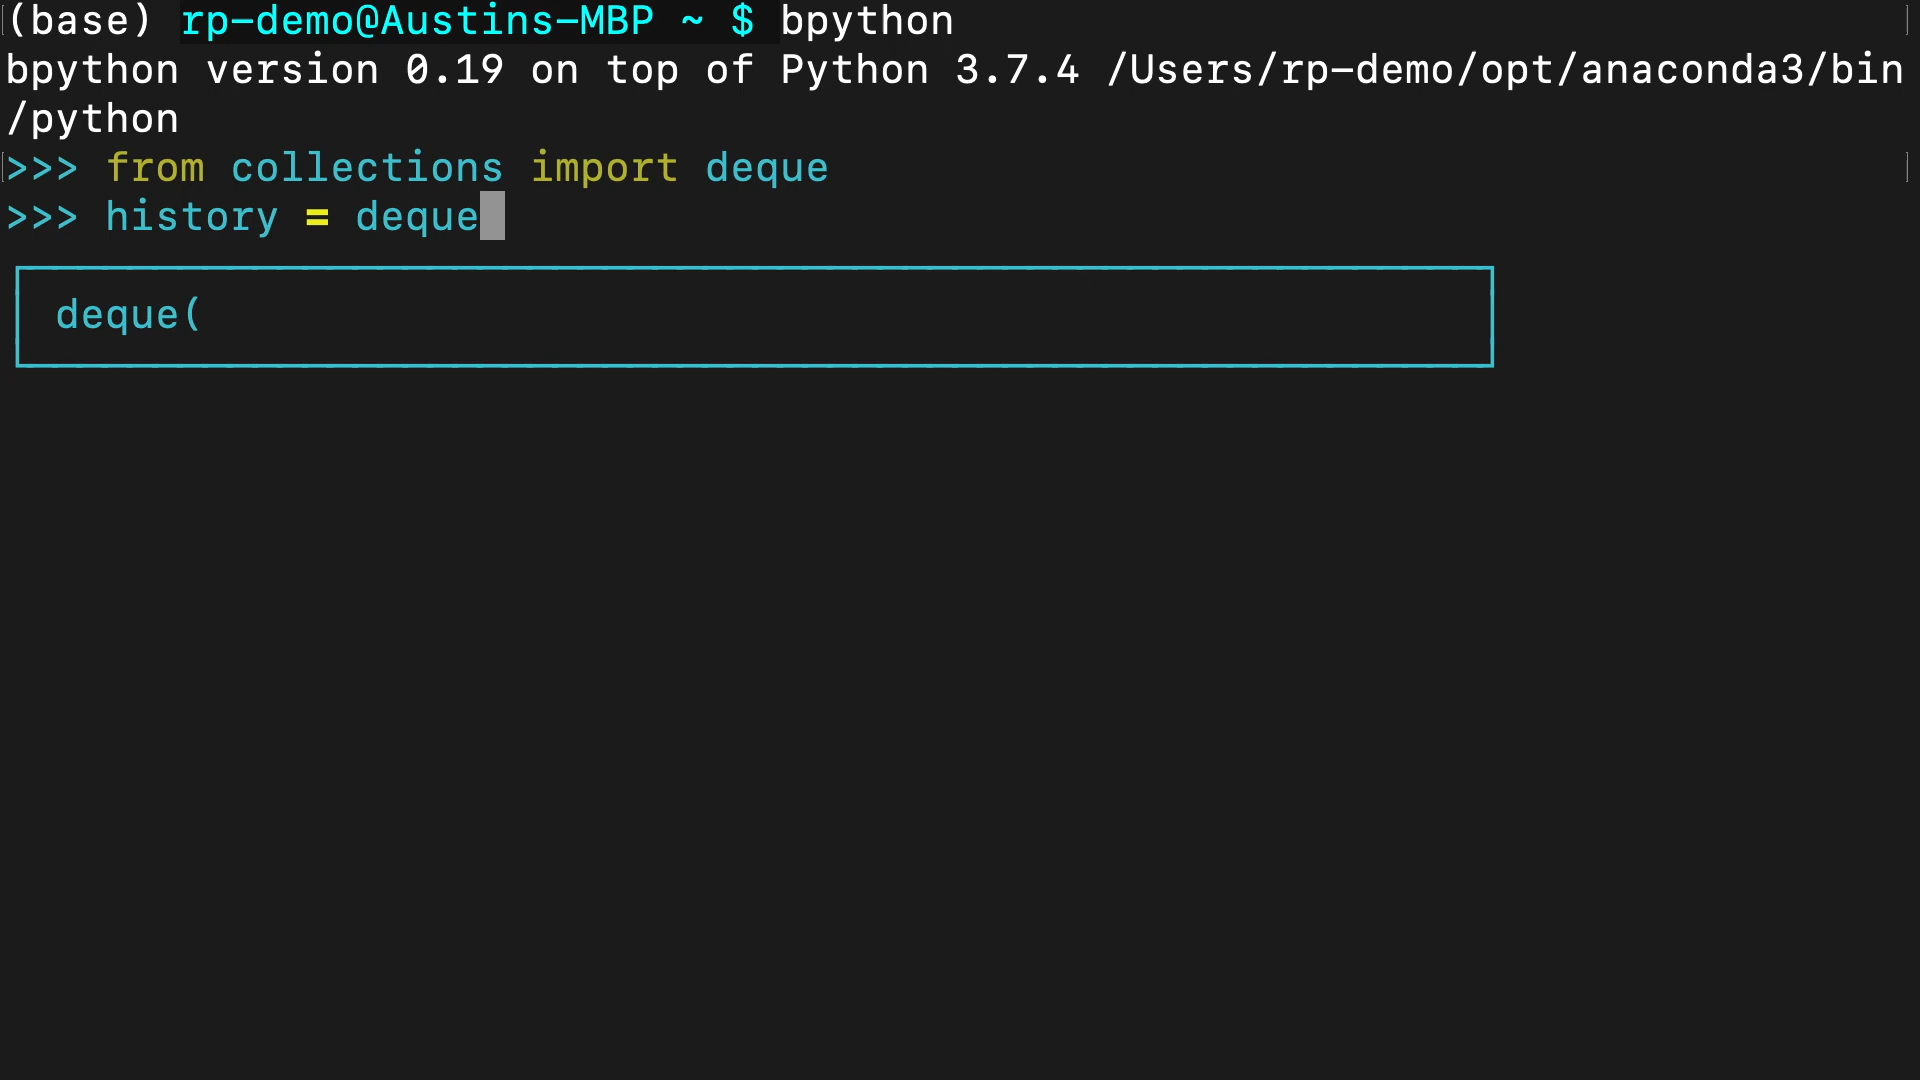 (base) rp-demo@Austins-MBP ~ $ bpython
bpython version 0.19 on top of Python 3.7.4 /Users/rp-demo/opt/anaconda3/bin
/python
>>> from collections import deque
>>> history = deque
deque(